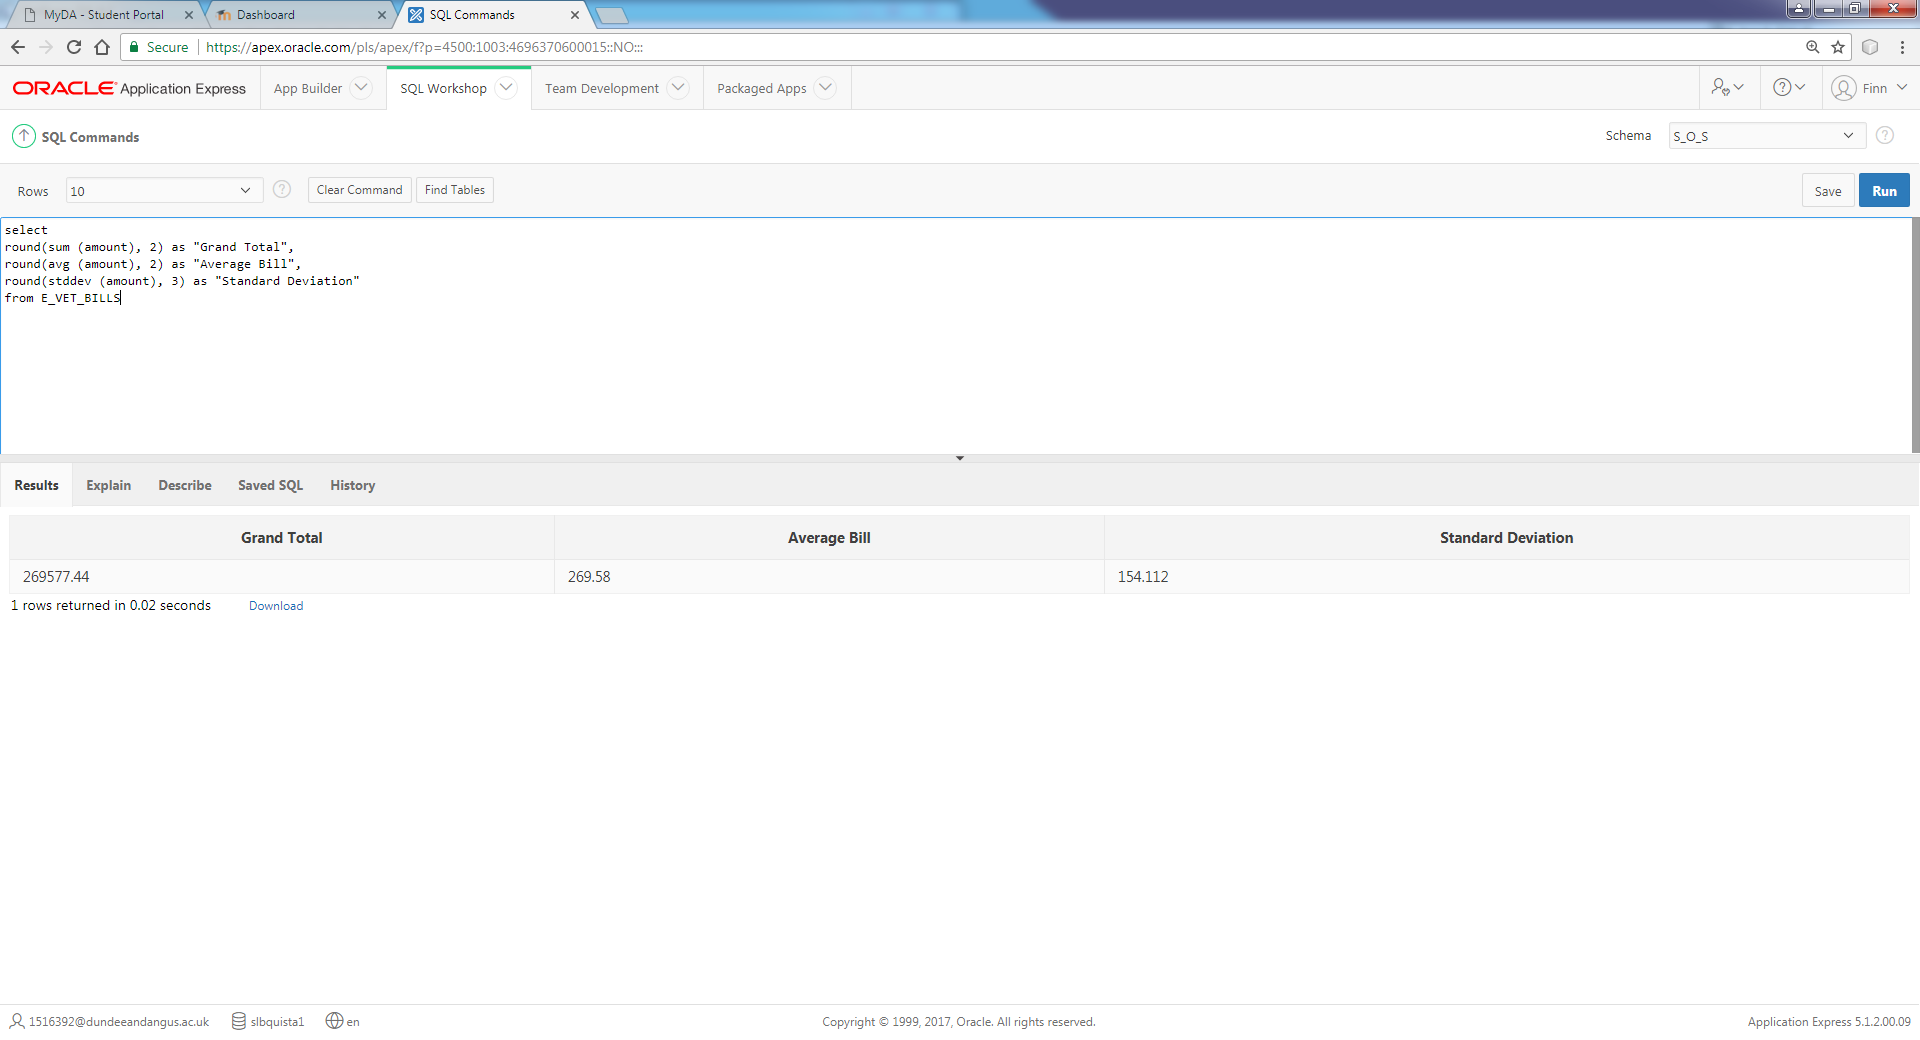 MyDA - Student Portal
Dashboard
SQL Commands
Secure
https://apex.oracle.com/pls/apex/f?p=4500:1003:4696370600015::NO:::
ORACLE Application Express
App Builder
SQL Workshop
Team Development
Packaged Apps
Finn
SQL Commands
Schema
S_O_S
Rows
10
Clear Command
Find Tables
Save
Run
select
round(sum (amount), 2) as "Grand Total",
round(avg (amount), 2) as "Average Bill",
round(stddev (amount), 3) as "Standard Deviation"
from E_VET_BILLS
Results
Explain
Describe
Saved SQL
History
Grand Total
Average Bill
Standard Deviation
269577.44
269.58
154.112
1 rows returned in 0.02 seconds
Download
1516392@dundeeandangus.ac.uk
slbquista1
en
Copyright © 1999, 2017, Oracle. All rights reserved.
Application Express 5.1.2.00.09